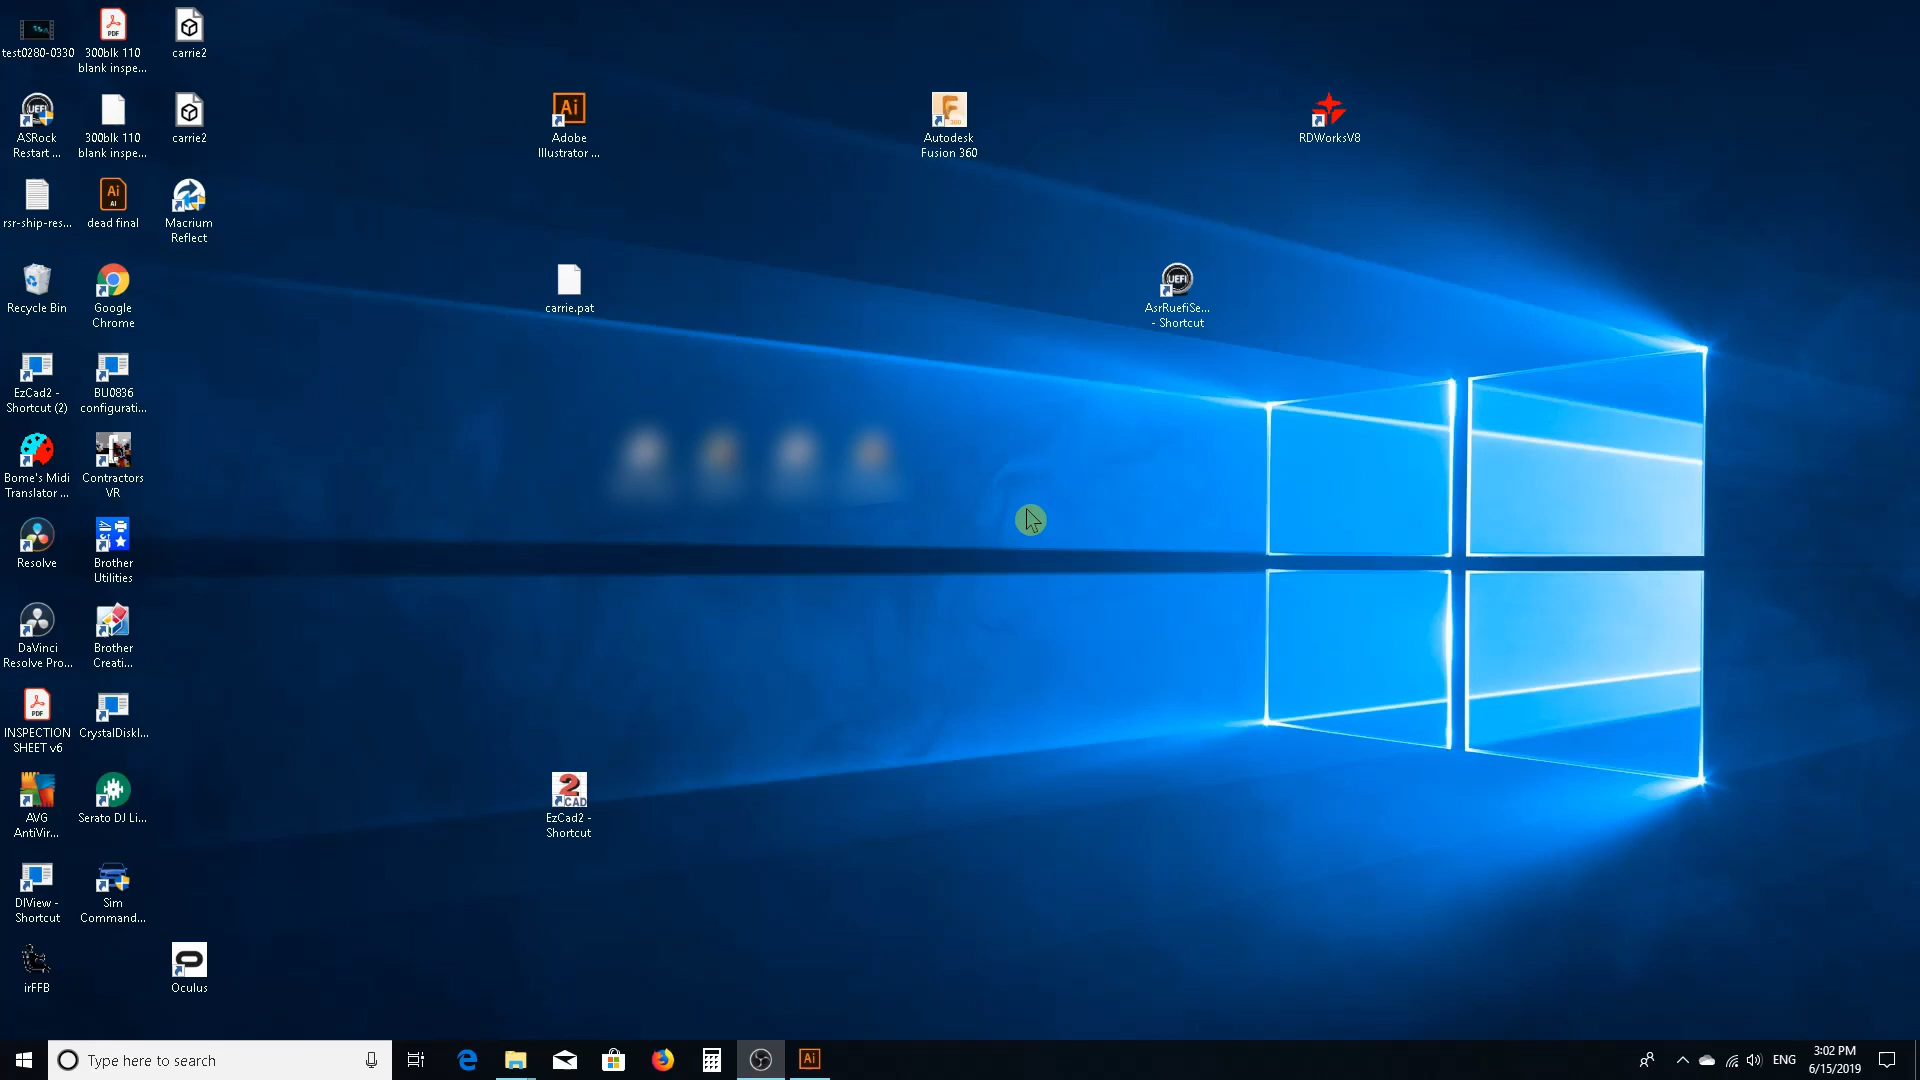 test0280-0330
300blk 110
blank inspe...
carrie2
ASRock
Restart ...
300blk 110
blank inspe...
carrie2
Adobe
Illustrator ...
Autodesk
Fusion 360
RDWorksV8
rsr-ship-res...
dead final
Macrium
Reflect
Recycle Bin
Google
Chrome
carrie.pat
AsrRuefiSe...
- Shortcut
EzCad2 -
Shortcut (2)
BU0836
configurati...
Bome's Midi
Translator ...
Contractors
VR
Resolve
Brother
Utilities
DaVinci
Resolve Pro...
Brother
Creati...
INSPECTION
SHEET v6
CrystalDiskI...
AVG
AntiVir...
Serato DJ Li...
EzCad2 -
Shortcut
DIView -
Shortcut
Sim
Command...
irFFB
Oculus
Type here to search
ENG
3:02 PM
6/15/2019